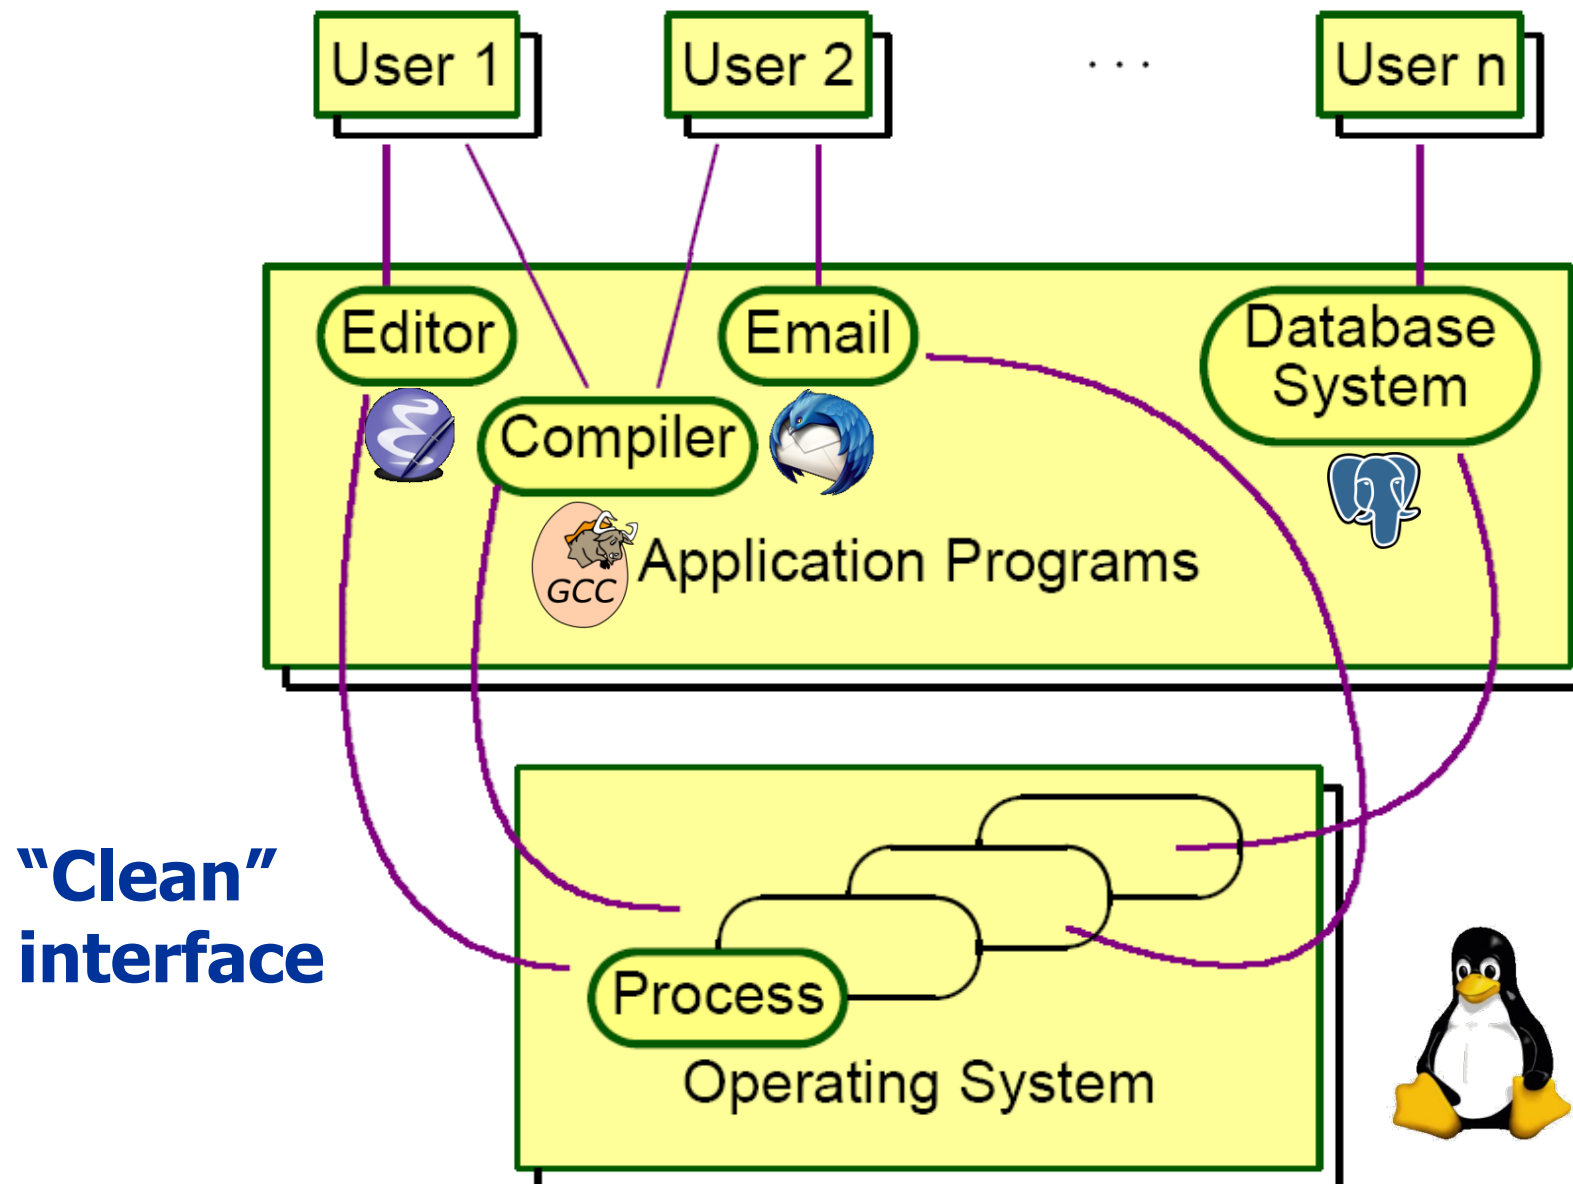 User 1
User 2
. . .
User n
Editor
Email
Database
System
Compiler
GCC
Application Programs
“Clean”
interface
Process
Operating System